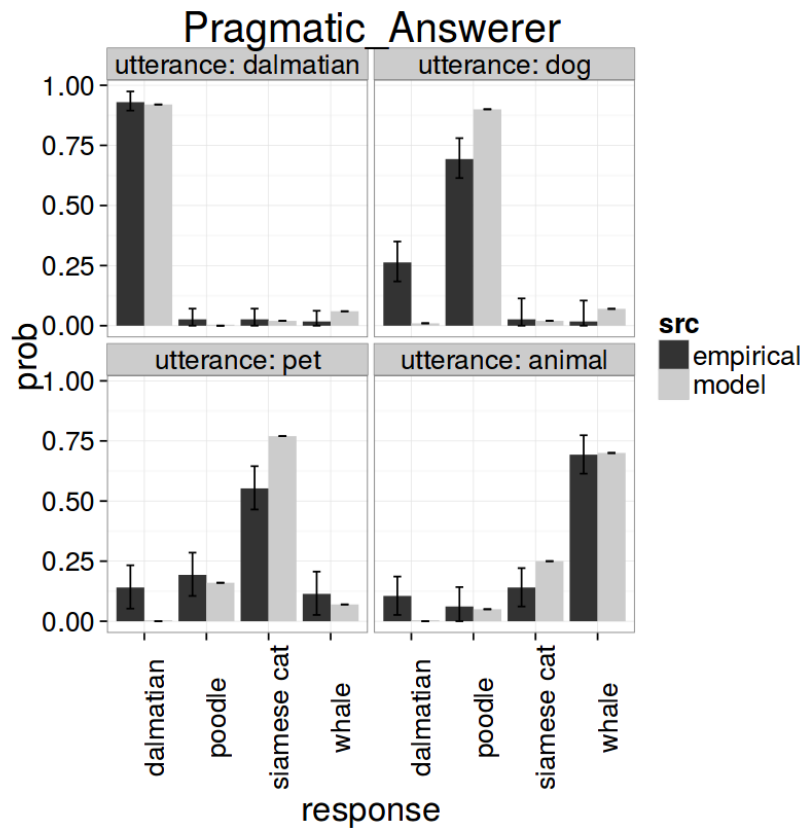 Pragmatic_Answerer
utterance: dalmatian
utterance: dog
1.00
0.75
0.50
0.25
0.00
utterance: pet
utterance: animal
1.00
0.75
0.50
0.25
0.00
prob
dalmatian
poodle
siamese cat
whale
dalmatian
poodle
siamese cat
whale
response
src
empirical
model